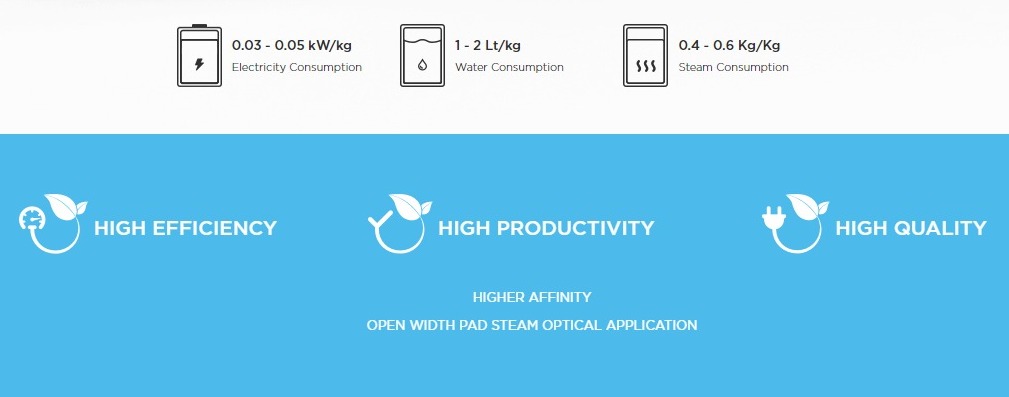 0.03 - 0.05 kW/kg
Electricity Consumption
1 - 2 Lt/kg
Water Consumption
0.4 - 0.6 Kg/Kg
Steam Consumption
HIGH EFFICIENCY
HIGH PRODUCTIVITY
HIGH QUALITY
HIGHER AFFINITY
OPEN WIDTH PAD STEAM OPTICAL APPLICATION